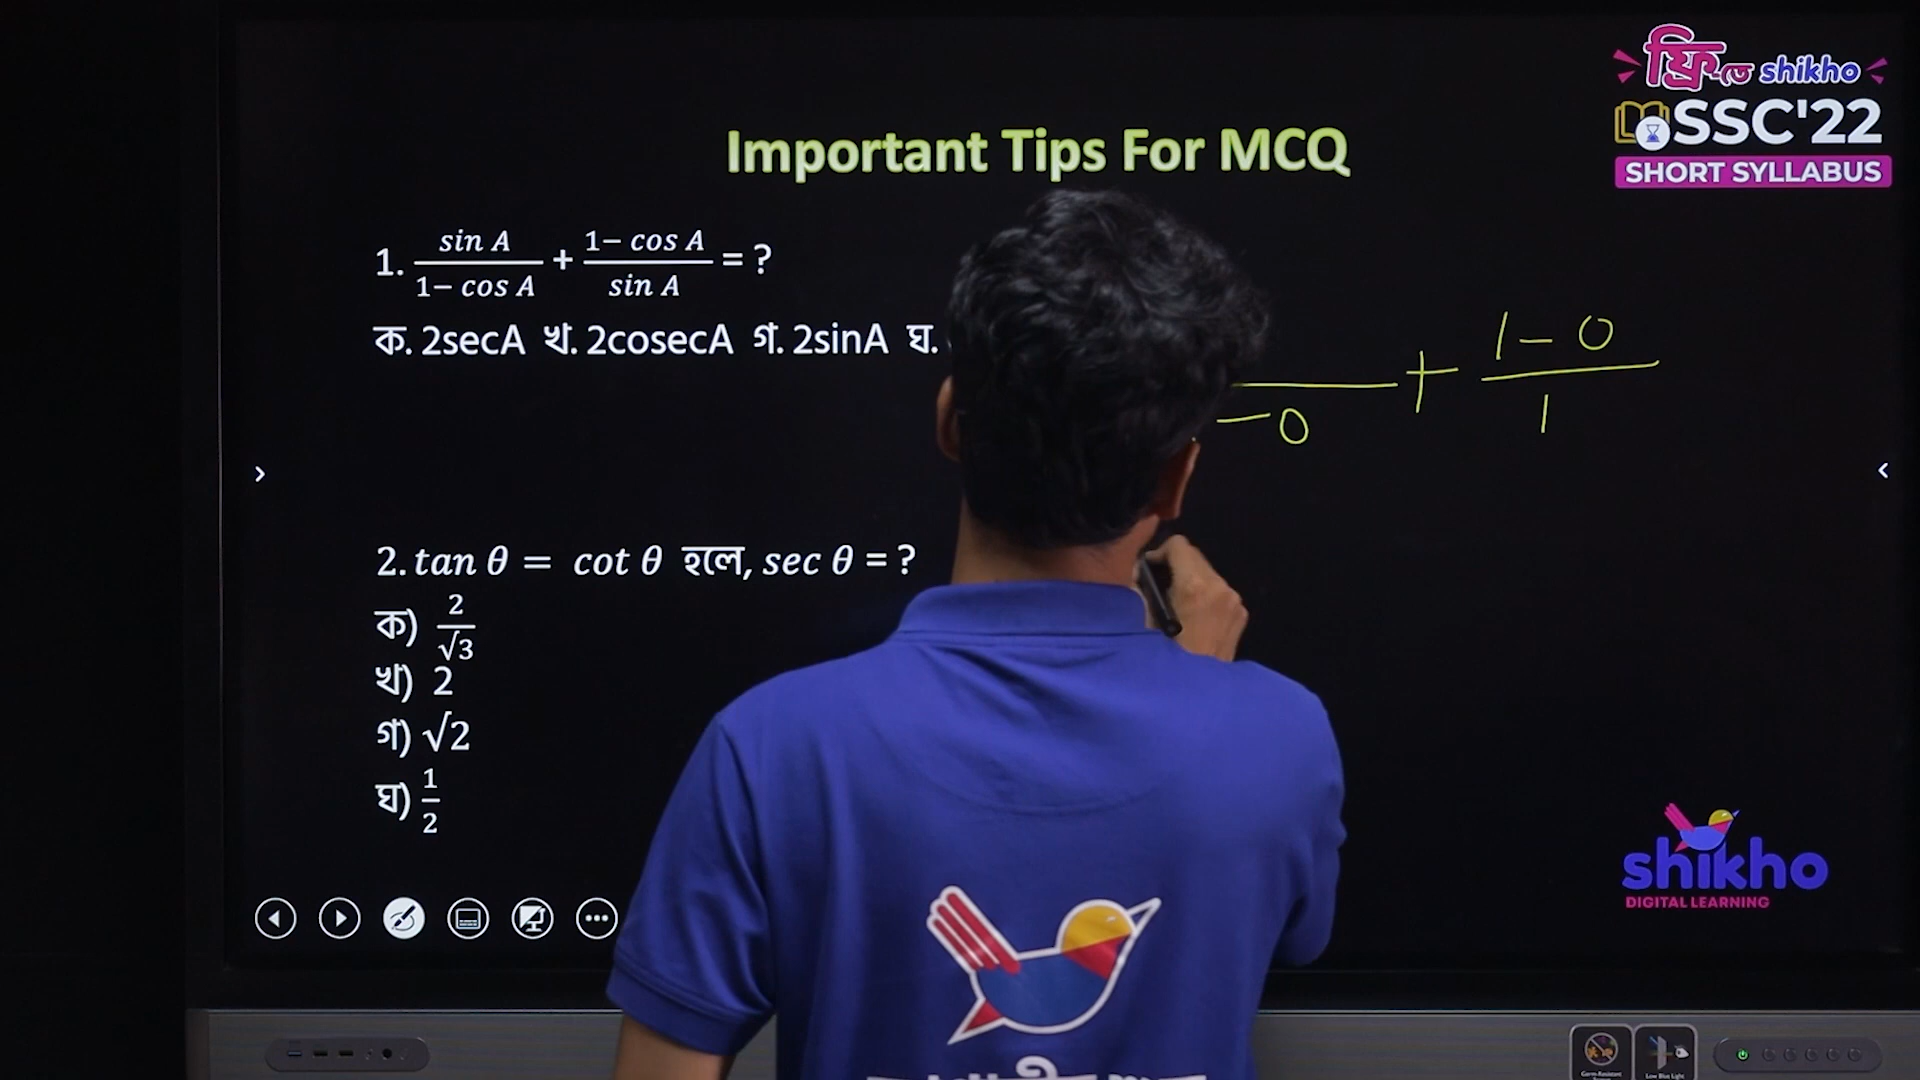 ফ্রি-তে shikho
SSC'22
SHORT SYLLABUS
Important Tips For MCQ
1. sin A / 1− cos A + 1− cos A / sin A = ?
ক. 2secA খ. 2cosecA গ. 2sinA ঘ.
− 0 + 1 − 0 / 1
2. tan θ = cot θ হলে, sec θ = ?
ক) 2/√3
খ) 2
গ) √2
ঘ) 1/2
shikho
DIGITAL LEARNING